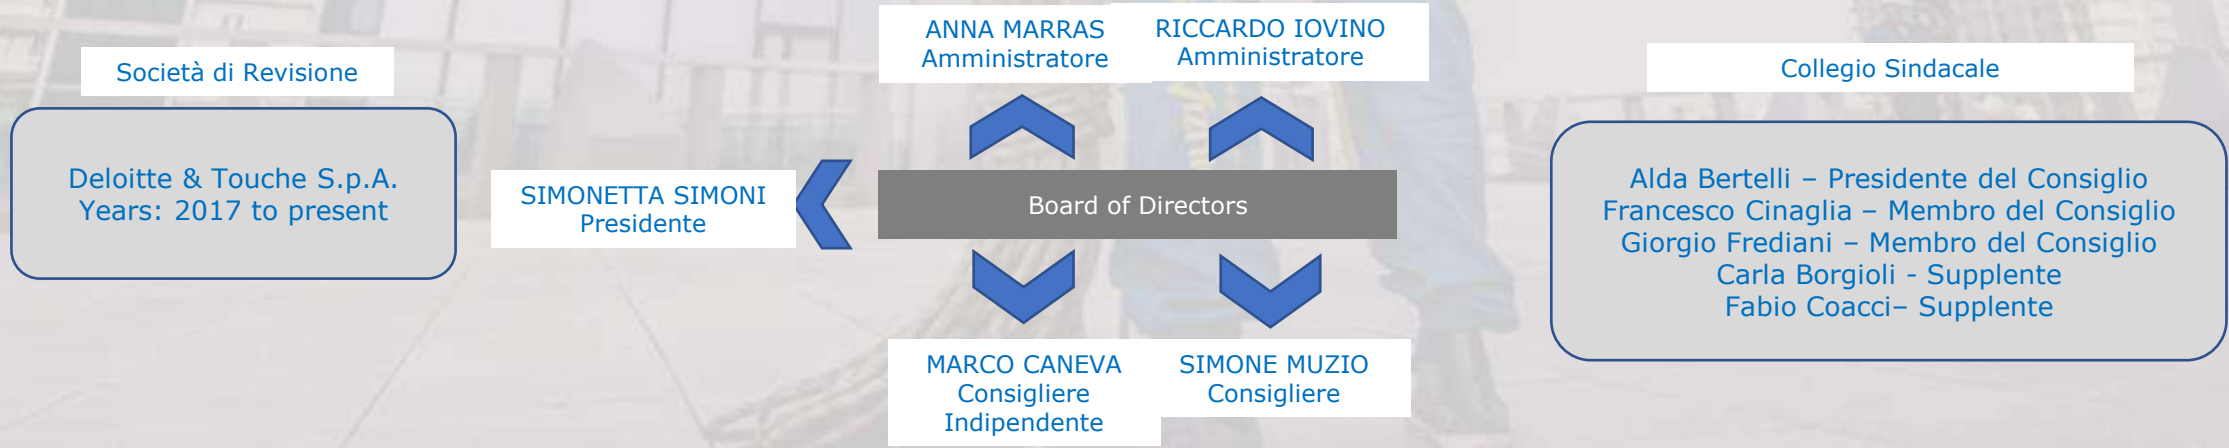 Società di Revisione
Deloitte & Touche S.p.A.
Years: 2017 to present
SIMONETTA SIMONI
Presidente
ANNA MARRAS
Amministratore
RICCARDO IOVINO
Amministratore
Board of Directors
MARCO CANEVA
Consigliere
Indipendente
SIMONE MUZIO
Consigliere
Collegio Sindacale
Alda Bertelli – Presidente del Consiglio
Francesco Cinaglia – Membro del Consiglio
Giorgio Frediani – Membro del Consiglio
Carla Borgioli - Supplente
Fabio Coacci– Supplente